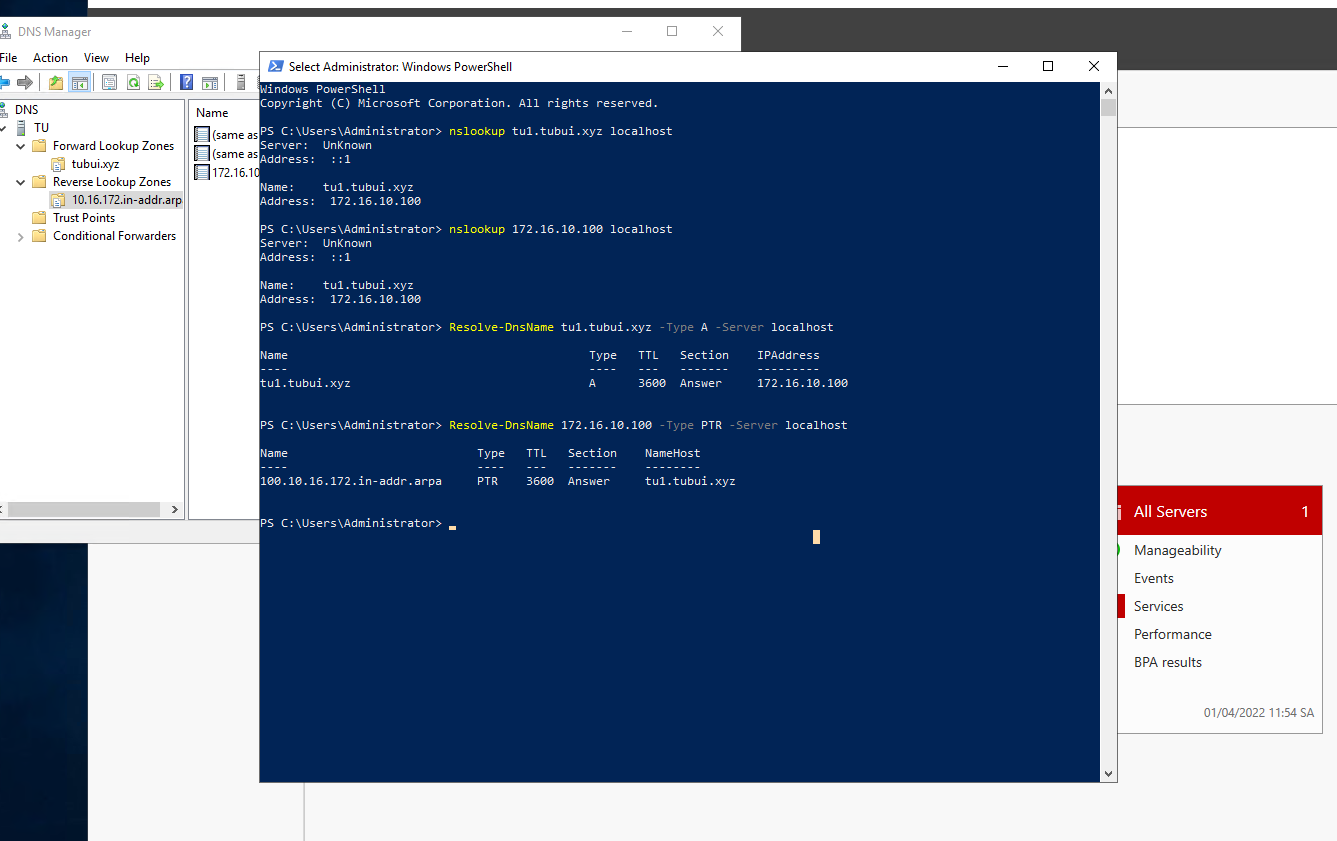 DNS Manager
File Action View Help
DNS
TU
Forward Lookup Zones
tubui.xyz
Reverse Lookup Zones
10.16.172.in-addr.arp
Trust Points
Conditional Forwarders
Name
(same as
(same as
172.16.10
Select Administrator: Windows PowerShell
Windows PowerShell
Copyright (C) Microsoft Corporation. All rights reserved.
PS C:\Users\Administrator> nslookup tu1.tubui.xyz localhost
Server: UnKnown
Address: ::1
Name: tu1.tubui.xyz
Address: 172.16.10.100
PS C:\Users\Administrator> nslookup 172.16.10.100 localhost
Server: UnKnown
Address: ::1
Name: tu1.tubui.xyz
Address: 172.16.10.100
PS C:\Users\Administrator> Resolve-DnsName tu1.tubui.xyz -Type A -Server localhost
Name Type TTL Section IPAddress
---- ---- --- ------- ---------
tu1.tubui.xyz A 3600 Answer 172.16.10.100
PS C:\Users\Administrator> Resolve-DnsName 172.16.10.100 -Type PTR -Server localhost
Name Type TTL Section NameHost
---- ---- --- ------- --------
100.10.16.172.in-addr.arpa PTR 3600 Answer tu1.tubui.xyz
PS C:\Users\Administrator>
All Servers 1
Manageability
Events
Services
Performance
BPA results
01/04/2022 11:54 SA